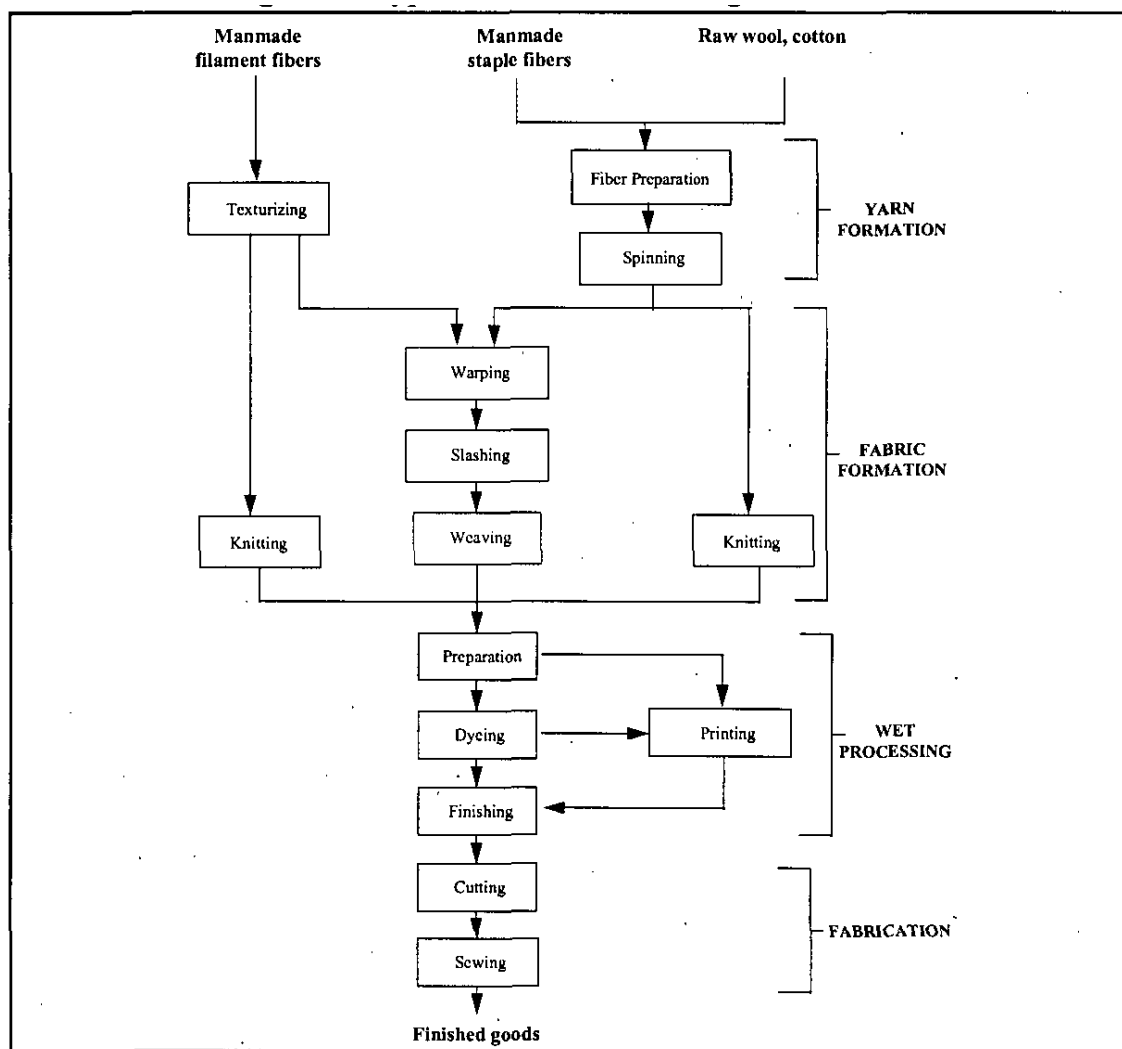 Manmade
filament fibers
Manmade
staple fibers
Raw wool, cotton
Fiber Preparation
YARN
FORMATION
Texturizing
Spinning
Warping
Slashing
FABRIC
FORMATION
Knitting
Weaving
Knitting
Preparation
Dyeing
Printing
WET
PROCESSING
Finishing
Cutting
FABRICATION
Sewing
Finished goods